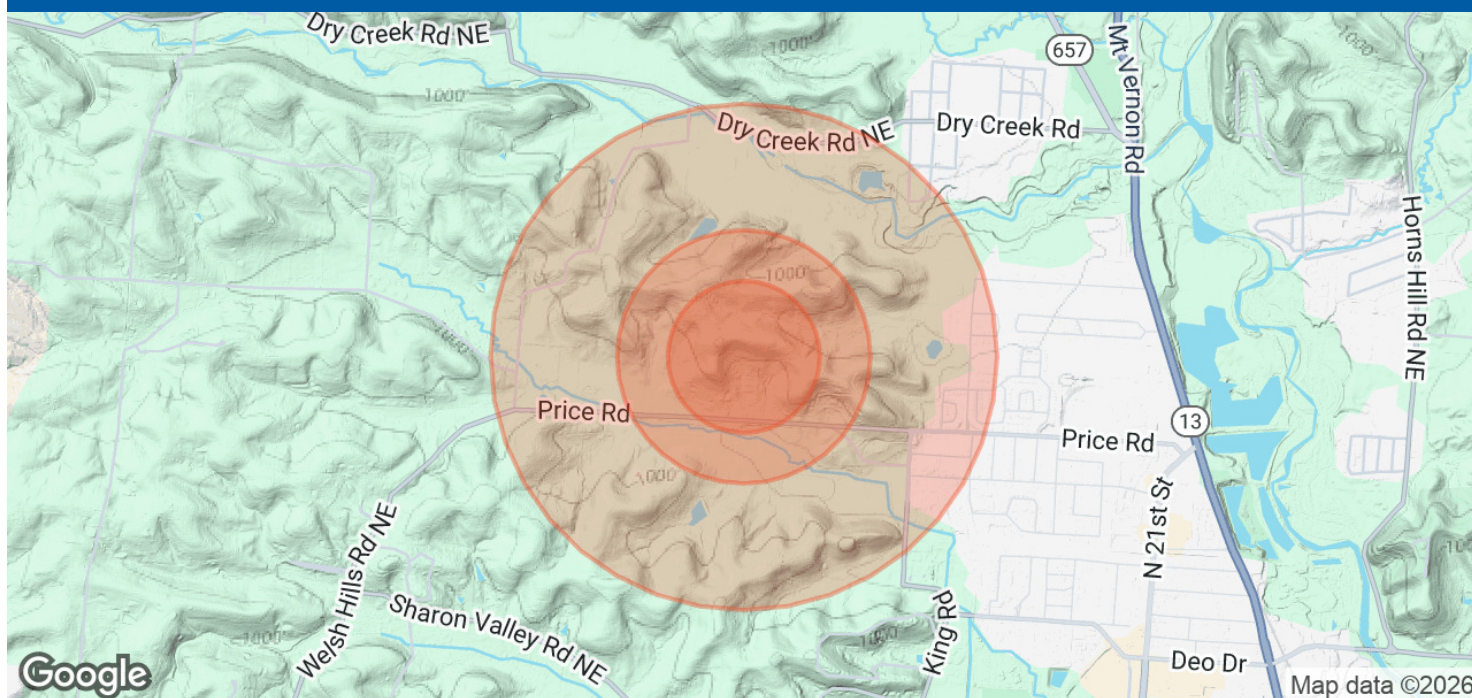 Dry Creek Rd NE
657
Mt Vernon Rd
1000'
1000'
1000'
Dry Creek Rd NE
Dry Creek Rd
Horns Hill Rd NE
1000'
1000'
Price Rd
13
Price Rd
N 21st St
Welsh Hills Rd NE
Sharon Valley Rd NE
1000'
King Rd
1000'
Deo Dr
Google
Map data ©2026